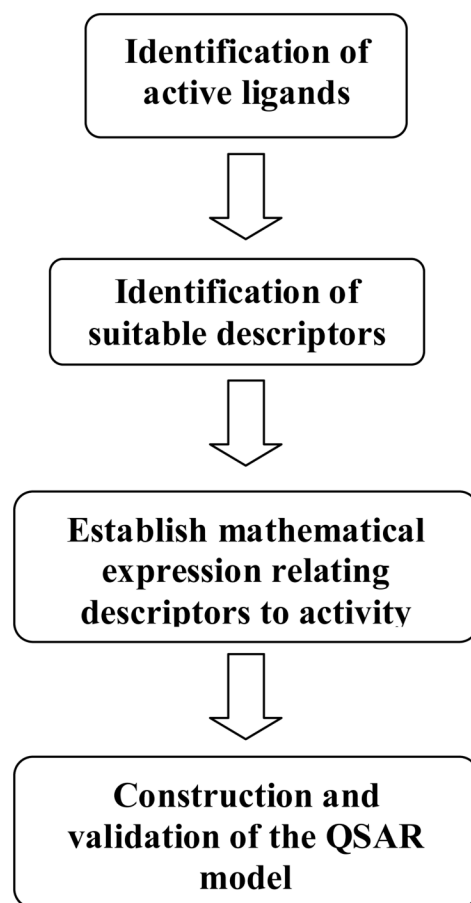 Identification of
active ligands
Identification of
suitable descriptors
Establish mathematical
expression relating
descriptors to activity
Construction and
validation of the QSAR
model